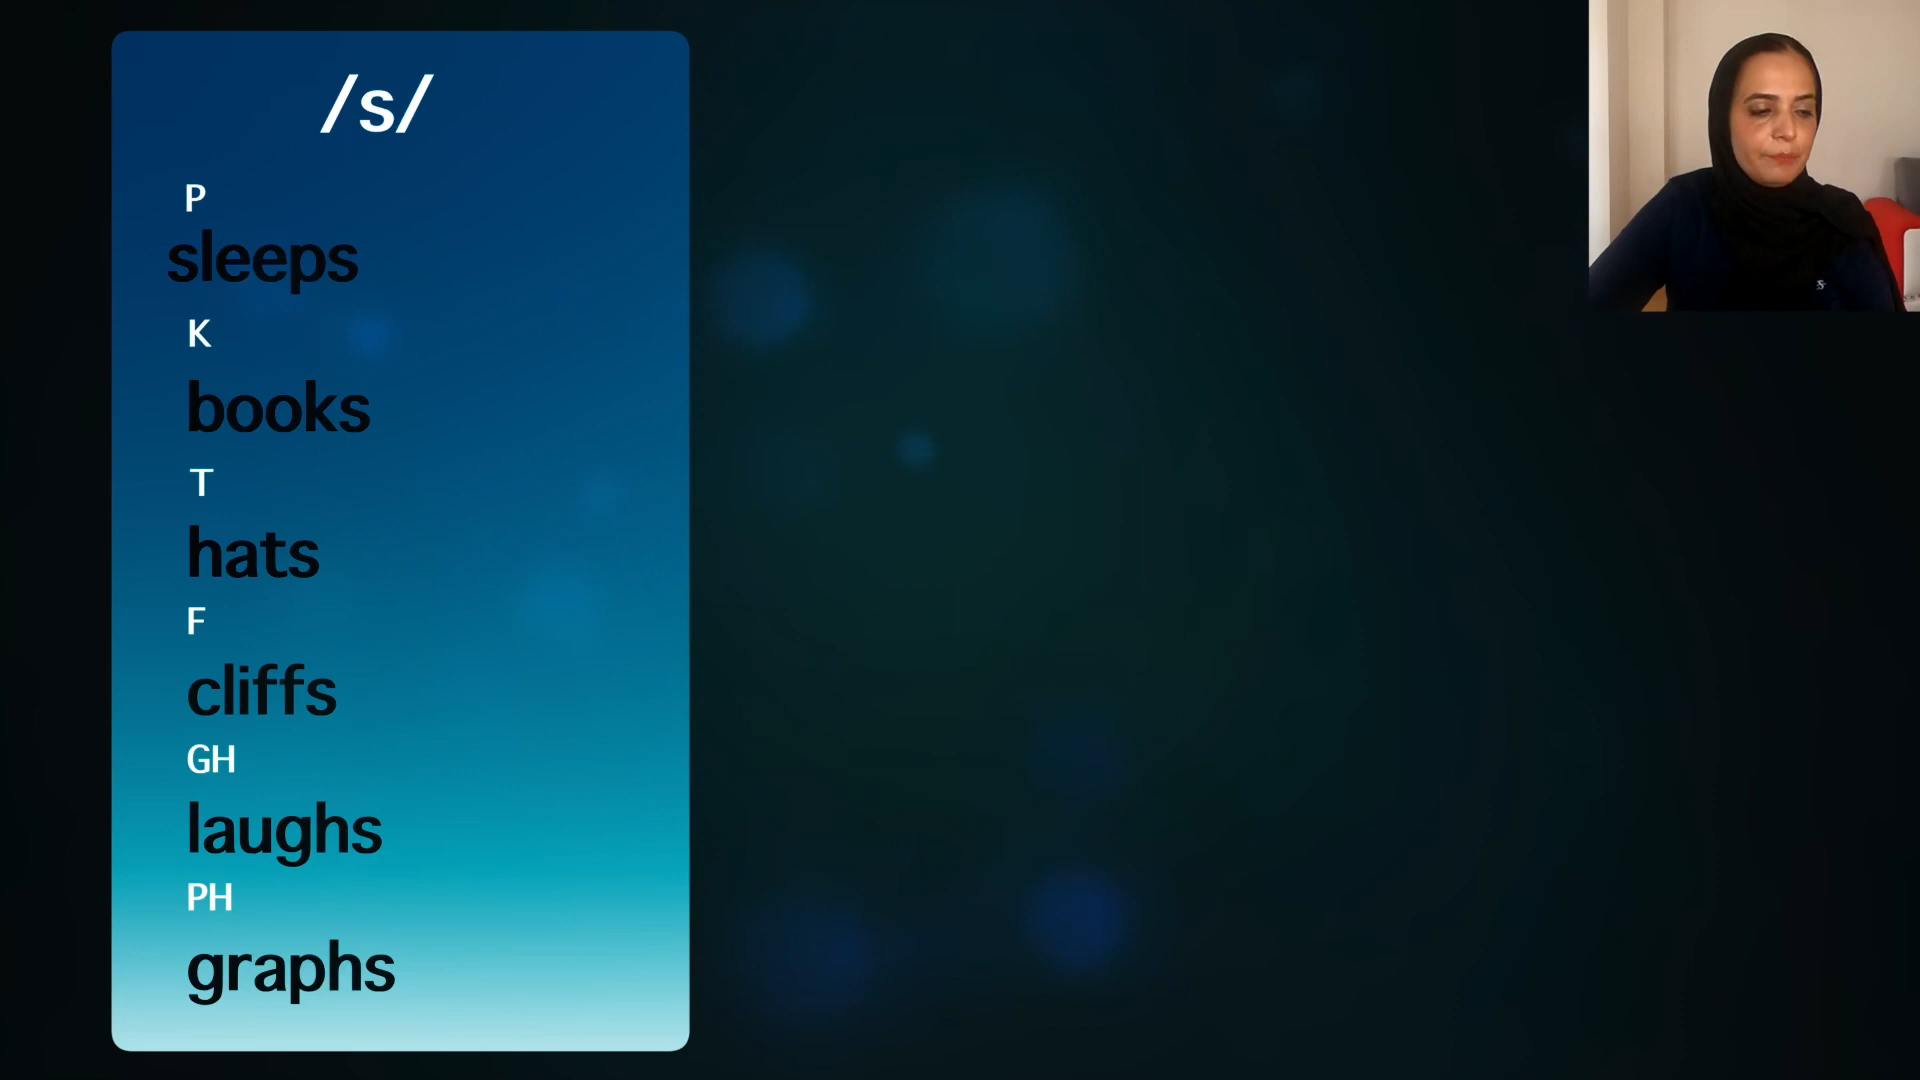 /s/
P
sleeps
K
books
T
hats
F
cliffs
GH
laughs
PH
graphs